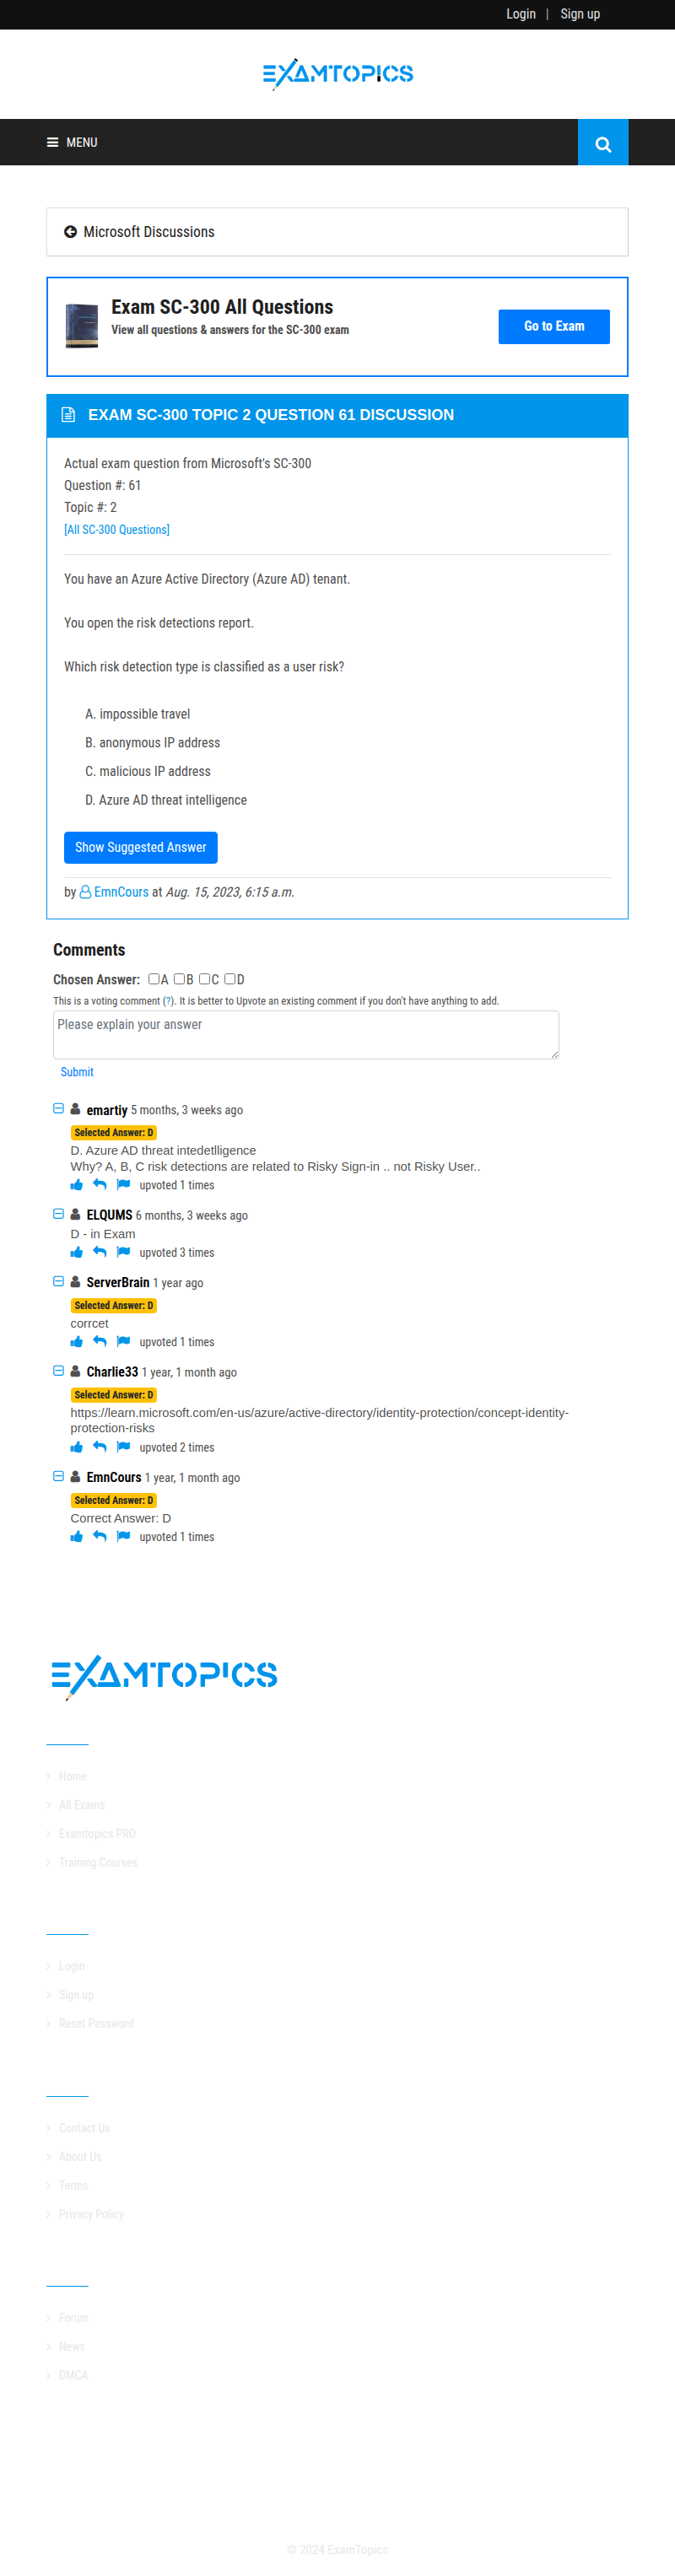 Login | Sign up
EXAMTOPICS
MENU
Microsoft Discussions
Exam SC-300 All Questions
View all questions & answers for the SC-300 exam
Go to Exam
EXAM SC-300 TOPIC 2 QUESTION 61 DISCUSSION
Actual exam question from Microsoft's SC-300
Question #: 61
Topic #: 2
[All SC-300 Questions]
You have an Azure Active Directory (Azure AD) tenant.
You open the risk detections report.
Which risk detection type is classified as a user risk?
A. impossible travel
B. anonymous IP address
C. malicious IP address
D. Azure AD threat intelligence
Show Suggested Answer
by EmnCours at Aug. 15, 2023, 6:15 a.m.
Comments
Chosen Answer: A B C D
This is a voting comment (?). It is better to Upvote an existing comment if you don't have anything to add.
Please explain your answer
Submit
emartiy 5 months, 3 weeks ago
Selected Answer: D
D. Azure AD threat intedetlligence
Why? A, B, C risk detections are related to Risky Sign-in .. not Risky User..
upvoted 1 times
ELQUMS 6 months, 3 weeks ago
D - in Exam
upvoted 3 times
ServerBrain 1 year ago
Selected Answer: D
corrcet
upvoted 1 times
Charlie33 1 year, 1 month ago
Selected Answer: D
https://learn.microsoft.com/en-us/azure/active-directory/identity-protection/concept-identity-
protection-risks
upvoted 2 times
EmnCours 1 year, 1 month ago
Selected Answer: D
Correct Answer: D
upvoted 1 times
EXAMTOPICS
Home
All Exams
Examtopics PRO
Training Courses
Login
Sign up
Reset Password
Contact Us
About Us
Terms
Privacy Policy
Forum
News
DMCA
© 2024 ExamTopics